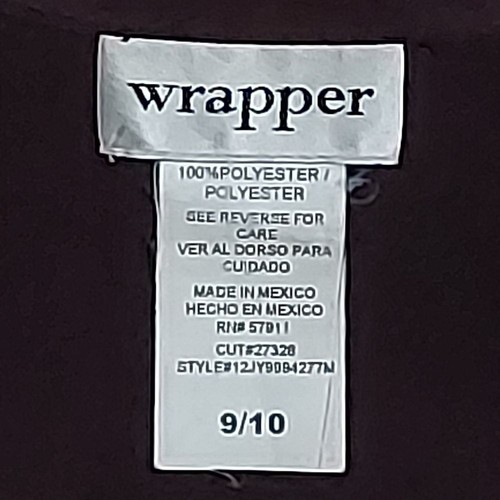 wrapper
100%POLYESTER /
POLYESTER
SEE REVERSE FOR
CARE
VER AL DORSO PARA
CUIDADO
MADE IN MEXICO
HECHO EN MEXICO
RN# 57911
CUT#27328
STYLE#12JY9094277M
9/10